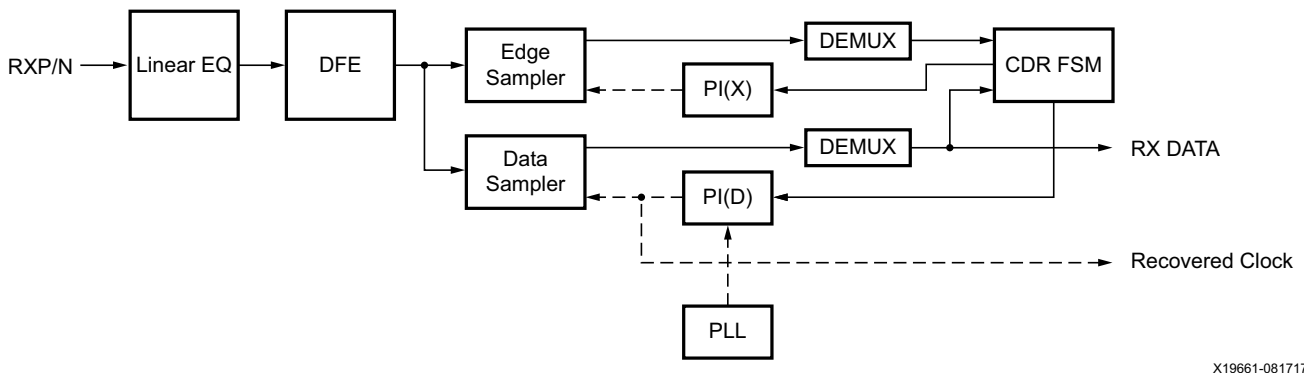 RXP/N
Linear EQ
DFE
Edge
Sampler
DEMUX
CDR FSM
PI(X)
Data
Sampler
DEMUX
RX DATA
PI(D)
Recovered Clock
PLL
X19661-081717